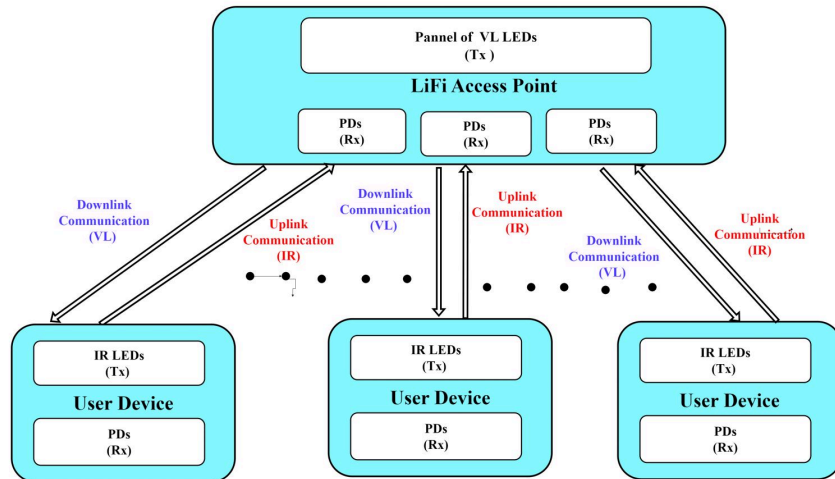 Pannel of VL LEDs
(Tx )
LiFi Access Point
PDs
(Rx)
PDs
(Rx)
PDs
(Rx)
Downlink
Communication
(VL)
Uplink
Communication
(IR)
Downlink
Communication
(VL)
Uplink
Communication
(IR)
Downlink
Communication
(VL)
Uplink
Communication
(IR)
IR LEDs
(Tx)
User Device
PDs
(Rx)
IR LEDs
(Tx)
User Device
PDs
(Rx)
IR LEDs
(Tx)
User Device
PDs
(Rx)